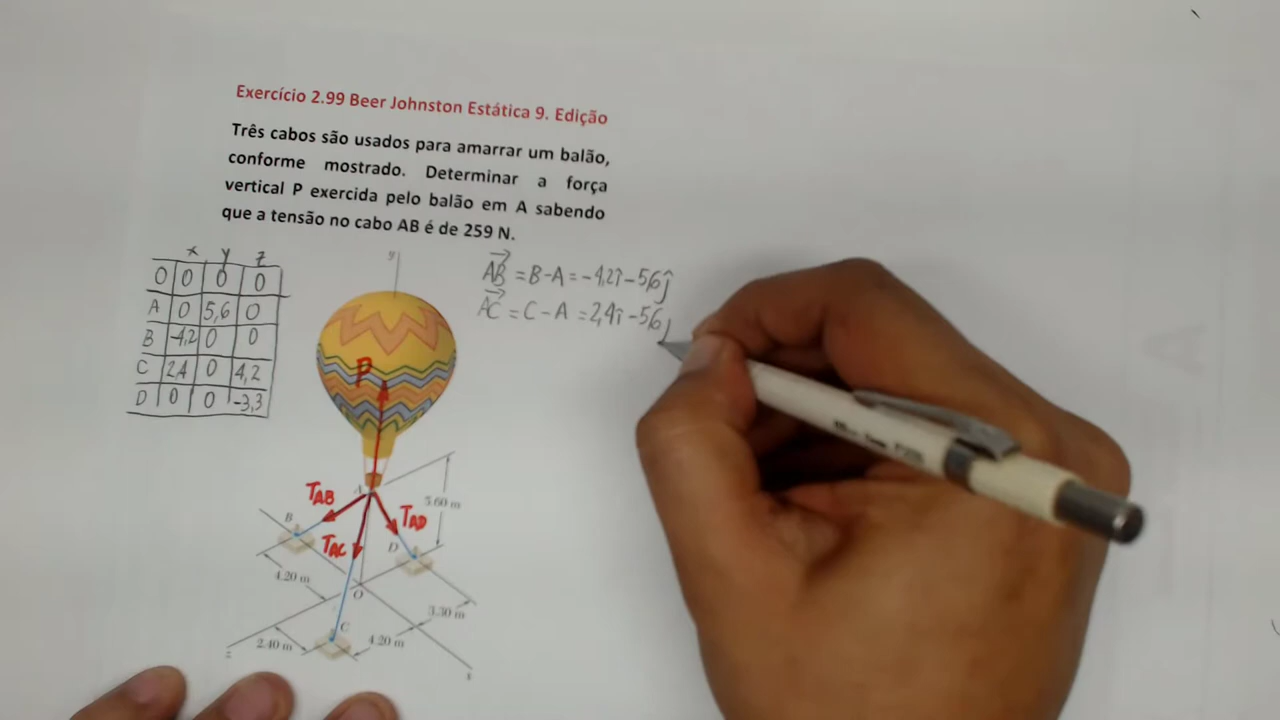 Exercício 2.99 Beer Johnston Estática 9. Edição
Três cabos são usados para amarrar um balão,
conforme mostrado. Determinar a força
vertical P exercida pelo balão em A sabendo
que a tensão no cabo AB é de 259 N.
x y z
O 0 0 0
A 0 5,6 0
B -4,2 0 0
C 2,4 0 4,2
D 0 0 -3,3
AB = B-A = -4,2î - 5,6ĵ
AC = C-A = 2,4î - 5,6j
y
P
A
5.60 m
TAB
TAD
B
TAC
D
4.20 m
O
3.30 m
C
2.40 m
4.20 m
z
x